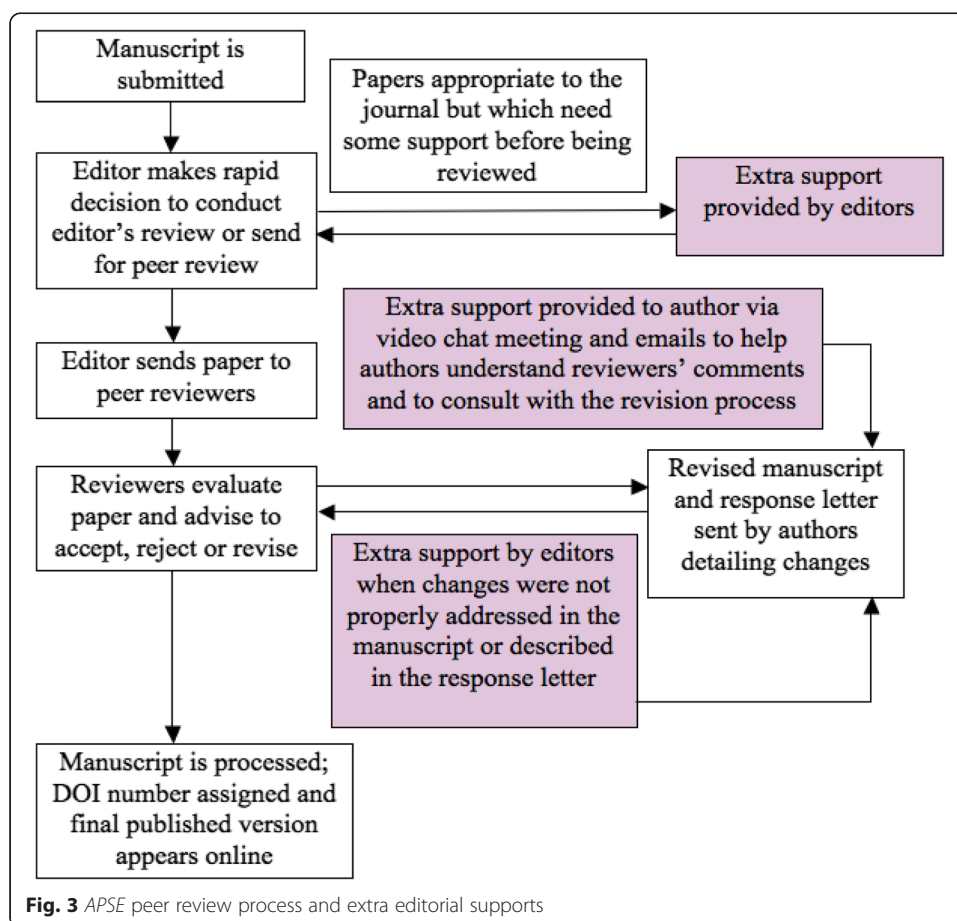 Manuscript is
submitted
Papers appropriate to the
journal but which need
some support before being
reviewed
Editor makes rapid
decision to conduct
editor’s review or send
for peer review
Extra support
provided by editors
Extra support provided to author via
video chat meeting and emails to help
authors understand reviewers’ comments
and to consult with the revision process
Editor sends paper to
peer reviewers
Reviewers evaluate
paper and advise to
accept, reject or revise
Revised manuscript
and response letter
sent by authors
detailing changes
Extra support by editors
when changes were not
properly addressed in the
manuscript or described
in the response letter
Manuscript is processed;
DOI number assigned and
final published version
appears online
Fig. 3 APSE peer review process and extra editorial supports